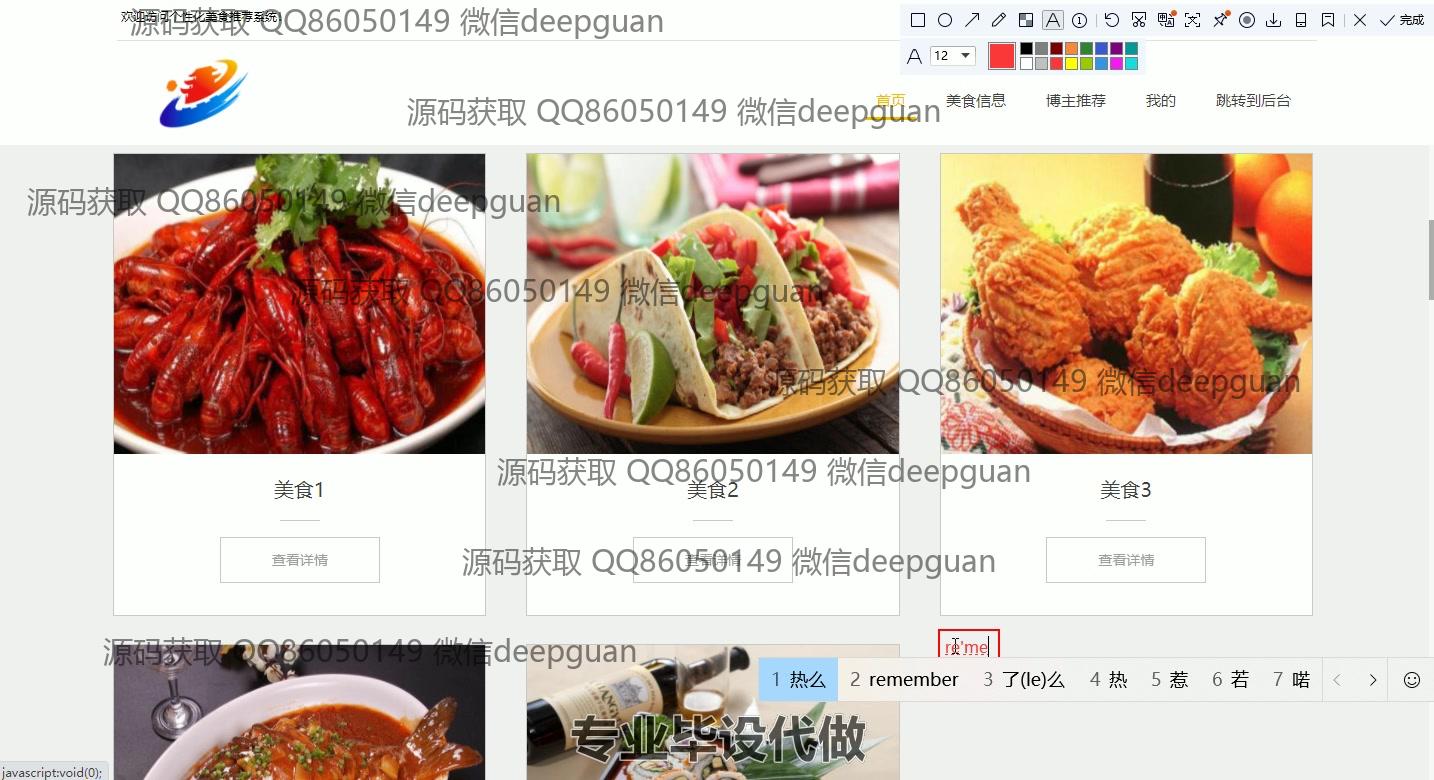 欢迎访问个性化美食推荐系统
源码获取 QQ86050149 微信deepguan
12
完成
源码获取 QQ86050149 微信deepguan
首页 美食信息 博主推荐 我的 跳转到后台
源码获取 QQ86050149 微信deepguan
源码获取 QQ86050149 微信deepguan
源码获取 QQ86050149 微信deepguan
源码获取 QQ86050149 微信deepguan
美食1 美食2 美食3
查看详情 查看详情 查看详情
源码获取 QQ86050149 微信deepguan
源码获取 QQ86050149 微信deepguan
re'me
1 热么 2 remember 3 了(le)么 4 热 5 惹 6 若 7 喏
专业毕设代做
javascript:void(0);